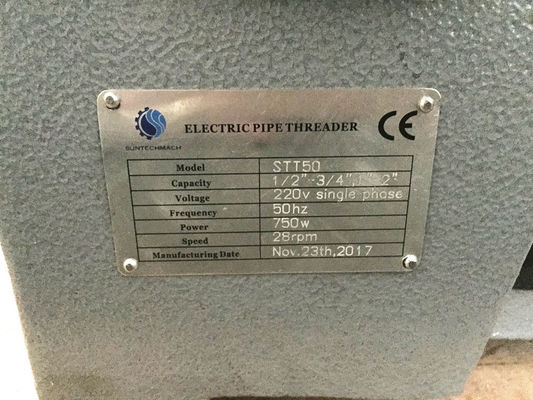 ELECTRIC PIPE THREADER CE
SUNTECHMACH
Model STT50
Capacity 1/2"-3/4", 2"
Voltage 220v single phase
Frequency 50hz
Power 750w
Speed 28rpm
Manufacturing Date Nov.23th,2017